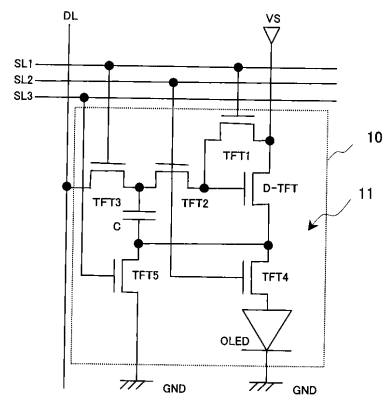 DL
VS
SL1
SL2
SL3
10
TFT1
D-TFT
11
TFT3
TFT2
C
TFT5
TFT4
OLED
GND
GND